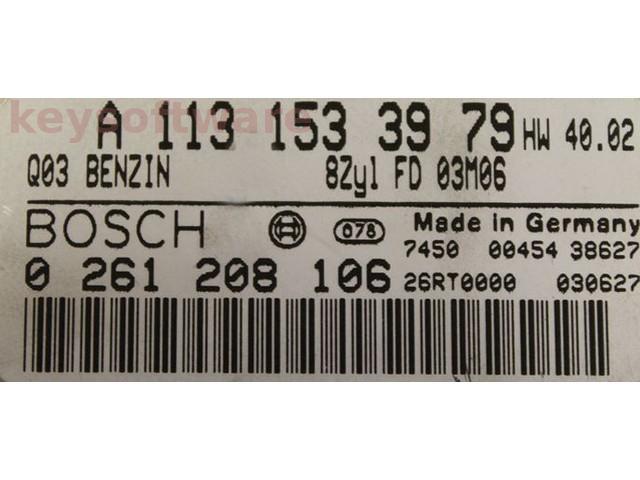 keysoftware
A 113 153 39 79 HW 40.02
Q03 BENZIN 8Zyl FD 03M06
BOSCH 078 Made in Germany
7450 00454 38627
0 261 208 106 26RT0000 030627